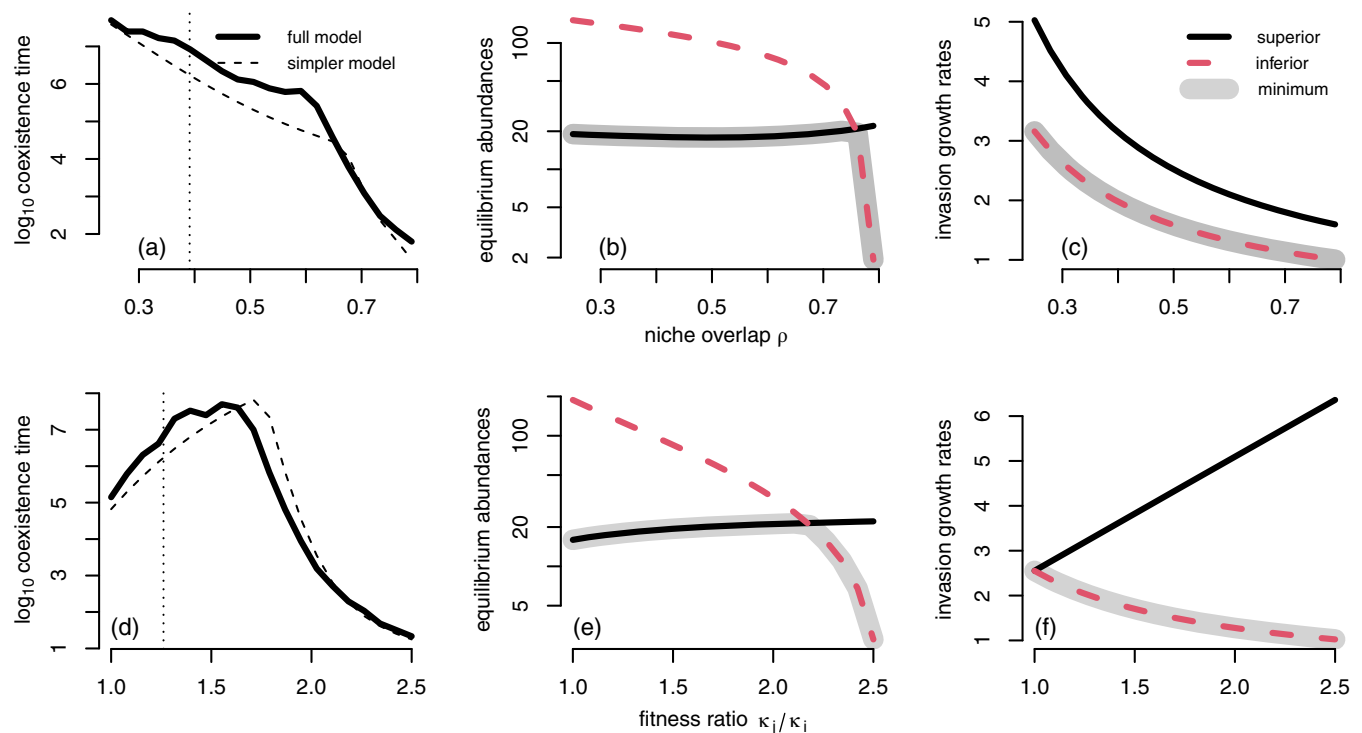 log10 coexistence time
2
4
6
full model
simpler model
(a)
0.3
0.5
0.7
equilibrium abundances
2
5
20
100
(b)
0.3
0.5
0.7
niche overlap ρ
invasion growth rates
1
2
3
4
5
superior
inferior
minimum
(c)
0.3
0.5
0.7
log10 coexistence time
1
3
5
7
(d)
1.0
1.5
2.0
2.5
equilibrium abundances
5
20
100
(e)
1.0
1.5
2.0
2.5
fitness ratio κj/κi
invasion growth rates
1
2
3
4
5
6
(f)
1.0
1.5
2.0
2.5